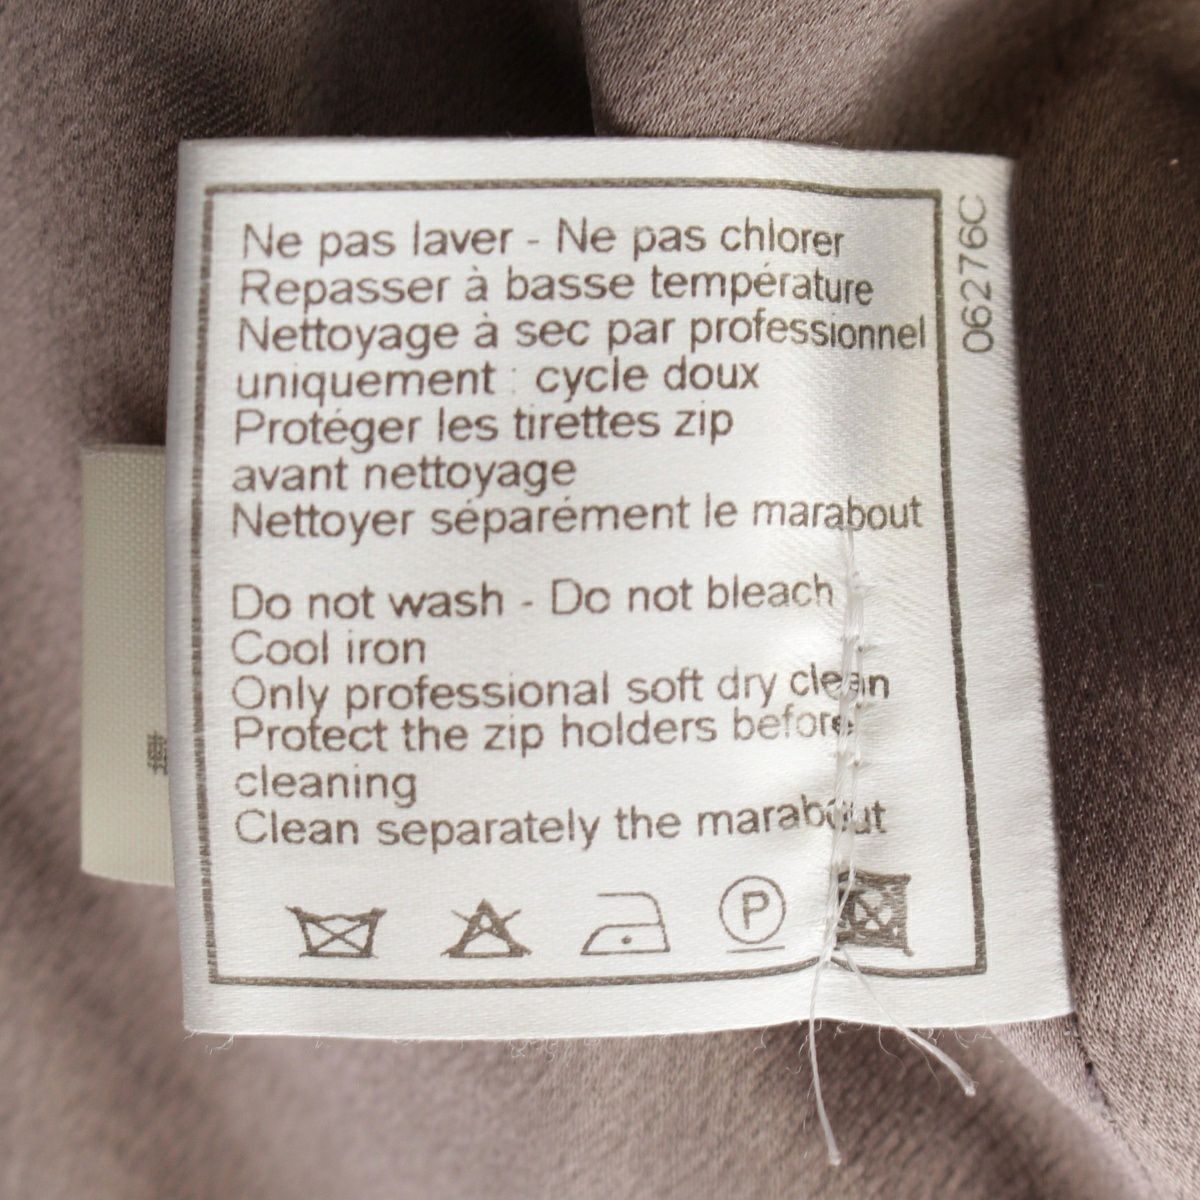 Ne pas laver - Ne pas chlorer
Repasser à basse température
Nettoyage à sec par professionnel
uniquement : cycle doux
Protéger les tirettes zip
avant nettoyage
Nettoyer séparément le marabout
Do not wash - Do not bleach
Cool iron
Only professional soft dry clean
Protect the zip holders before
cleaning
Clean separately the marabout
P
06276C